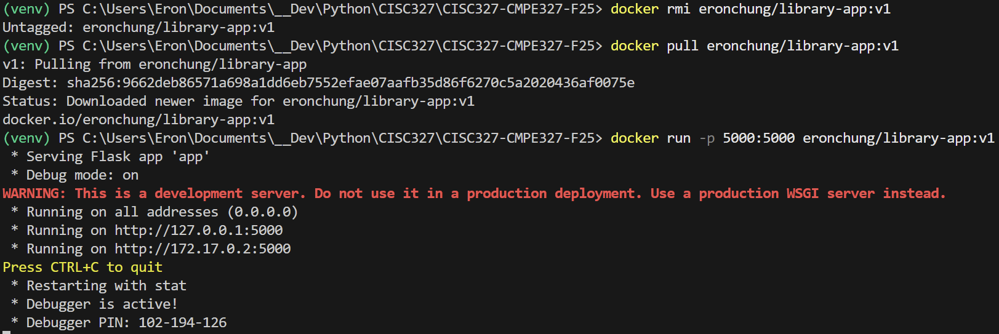 (venv) PS C:\Users\Eron\Documents\__Dev\Python\CISC327\CISC327-CMPE327-F25> docker rmi eronchung/library-app:v1
Untagged: eronchung/library-app:v1
(venv) PS C:\Users\Eron\Documents\__Dev\Python\CISC327\CISC327-CMPE327-F25> docker pull eronchung/library-app:v1
v1: Pulling from eronchung/library-app
Digest: sha256:9662deb86571a698a1dd6eb7552efae07aafb35d86f6270c5a2020436af0075e
Status: Downloaded newer image for eronchung/library-app:v1
docker.io/eronchung/library-app:v1
(venv) PS C:\Users\Eron\Documents\__Dev\Python\CISC327\CISC327-CMPE327-F25> docker run -p 5000:5000 eronchung/library-app:v1
 * Serving Flask app 'app'
 * Debug mode: on
WARNING: This is a development server. Do not use it in a production deployment. Use a production WSGI server instead.
 * Running on all addresses (0.0.0.0)
 * Running on http://127.0.0.1:5000
 * Running on http://172.17.0.2:5000
Press CTRL+C to quit
 * Restarting with stat
 * Debugger is active!
 * Debugger PIN: 102-194-126